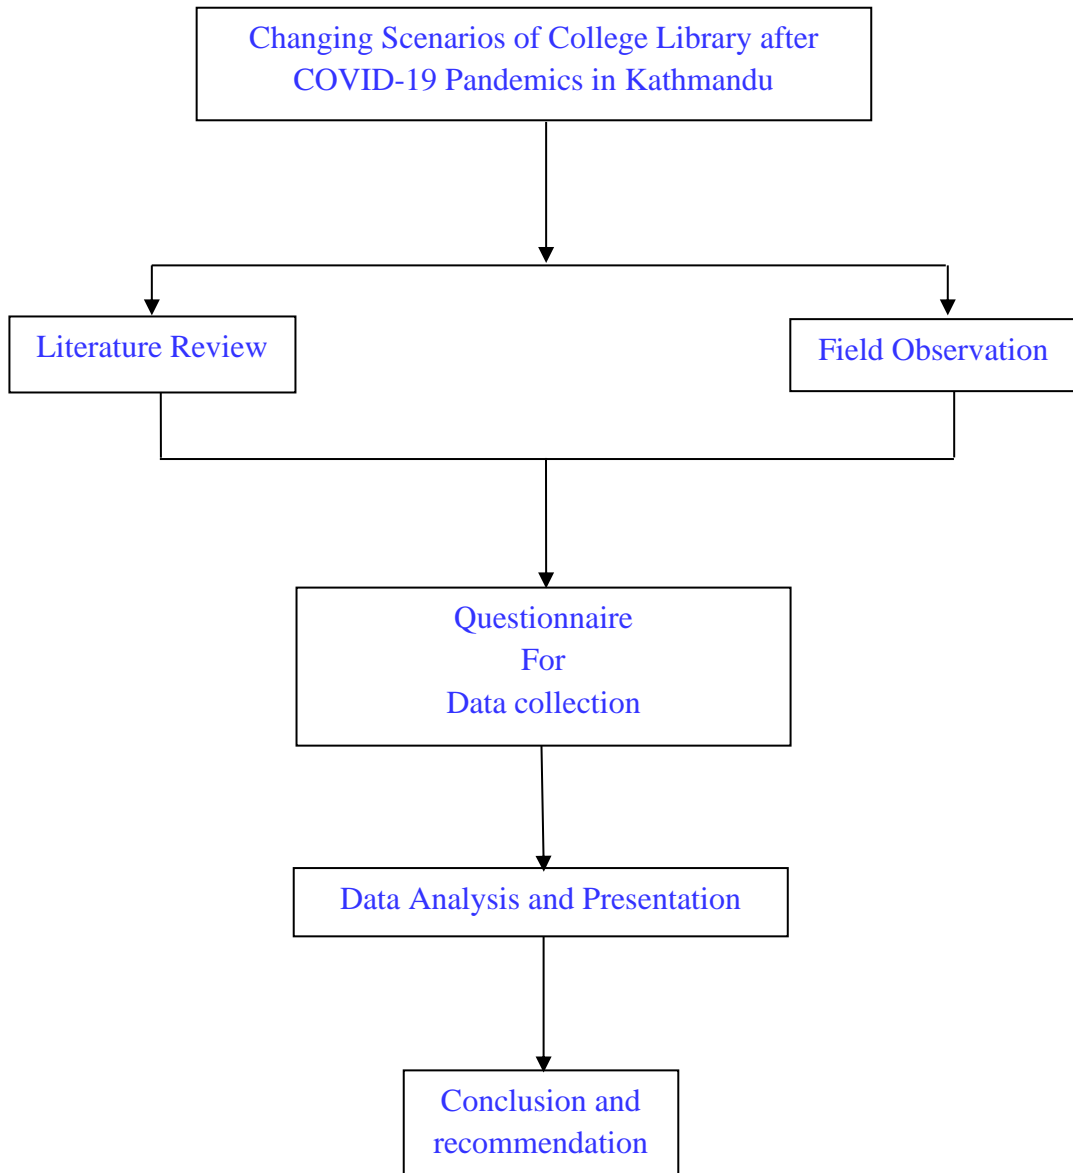 Changing Scenarios of College Library after
COVID-19 Pandemics in Kathmandu
Literature Review
Field Observation
Questionnaire
For
Data collection
Data Analysis and Presentation
Conclusion and
recommendation